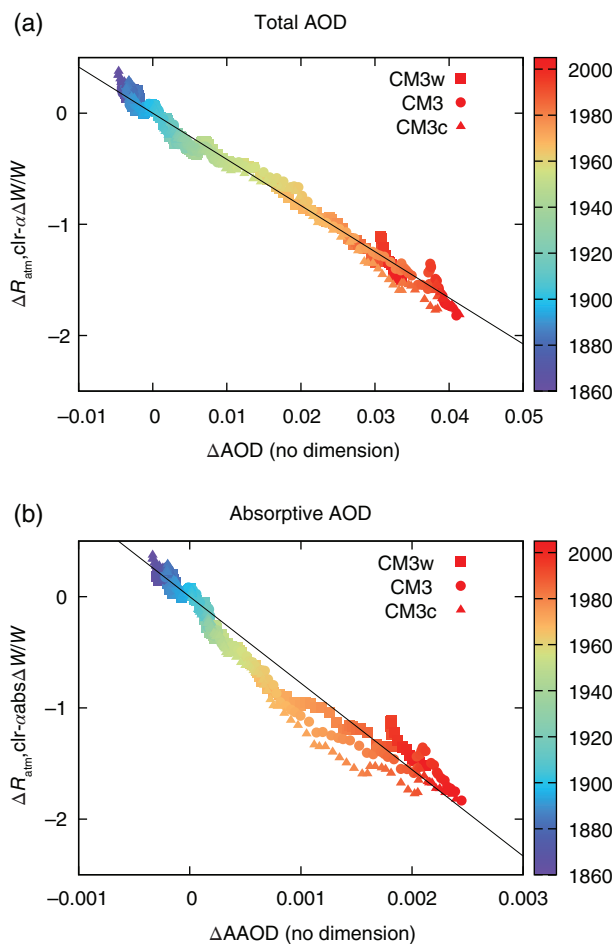 (a)
Total AOD
CM3w
CM3
CM3c
0
−1
−2
ΔR_atm,clr-αΔW/W
−0.01 0 0.01 0.02 0.03 0.04 0.05
ΔAOD (no dimension)
2000
1980
1960
1940
1920
1900
1880
1860
(b)
Absorptive AOD
CM3w
CM3
CM3c
0
−1
−2
ΔR_atm,clr-αabsΔW/W
−0.001 0 0.001 0.002 0.003
ΔAAOD (no dimension)
2000
1980
1960
1940
1920
1900
1880
1860